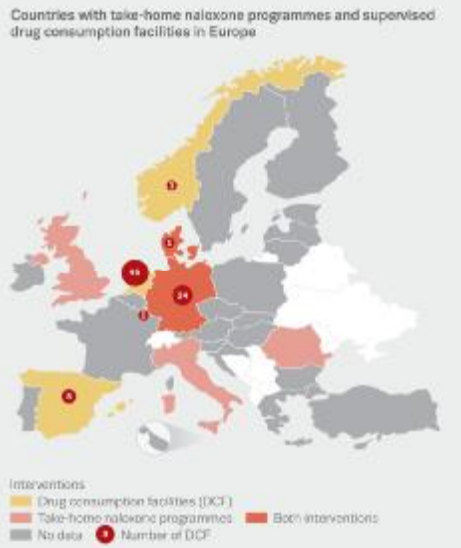 Countries with take-home naloxone programmes and supervised
drug consumption facilities in Europe
24
Interventions
Drug consumption facilities (DCF)
Take-home naloxone programmes
Both interventions
No data
Number of DCF